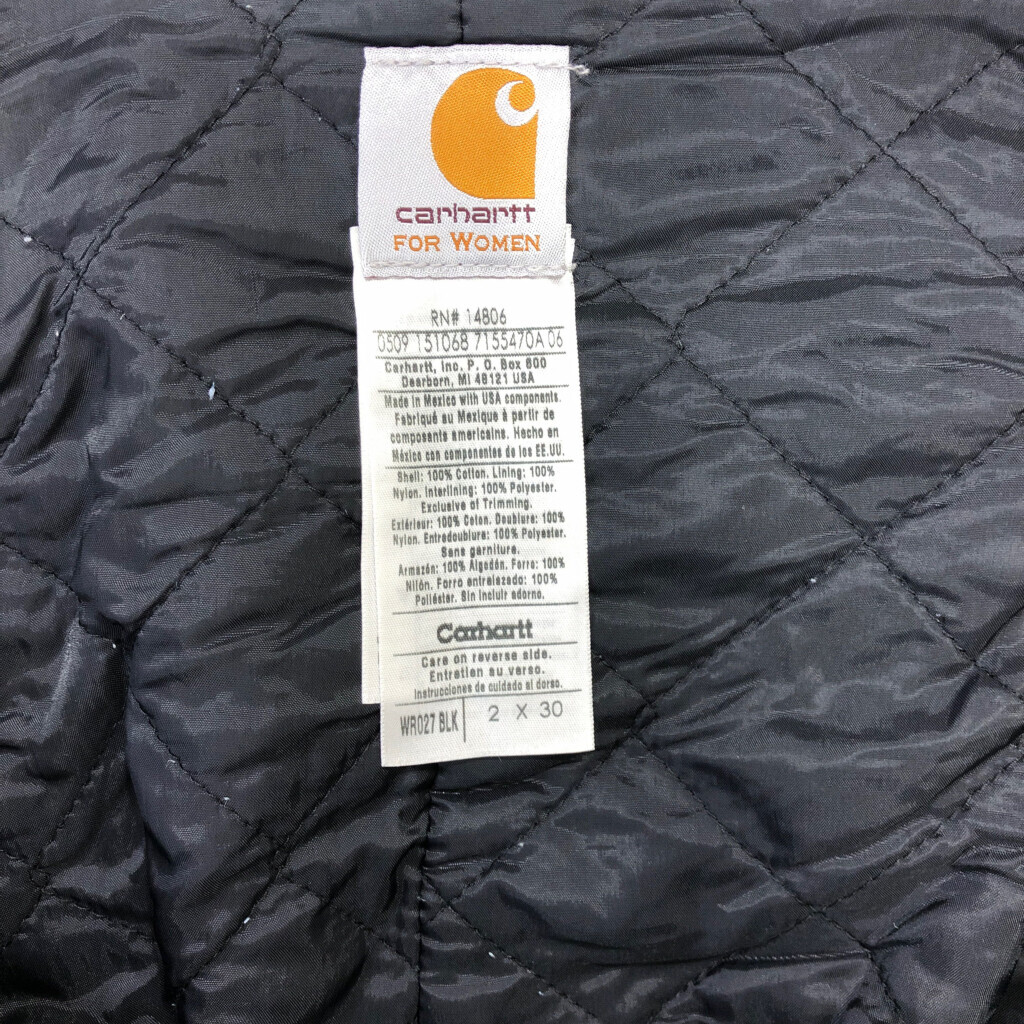 carhartt
FOR WOMEN
RN# 14806
0509 151068 7155470A 06
Carhartt, Inc. P. O. Box 600
Dearborn, MI 48121 USA
Made in Mexico with USA components.
Fabriqué au Mexique à partir de
composants americains. Hecho en
México con componentes de los EE.UU.
Shell: 100% Cotton. Lining: 100%
Nylon. Interlining: 100% Polyester.
Exclusive of Trimming.
Extérieur: 100% Coton. Doublure: 100%
Nylon. Entredoublure: 100% Polyester.
Sans garniture.
Armazón: 100% Algodón. Forro: 100%
Nilón. Forro entrelazado: 100%
Poliéster. Sin incluir adorno.
Carhartt
Care on reverse side.
Entretien au verso.
Instrucciones de cuidado al dorso.
WR027 BLK 2 X 30